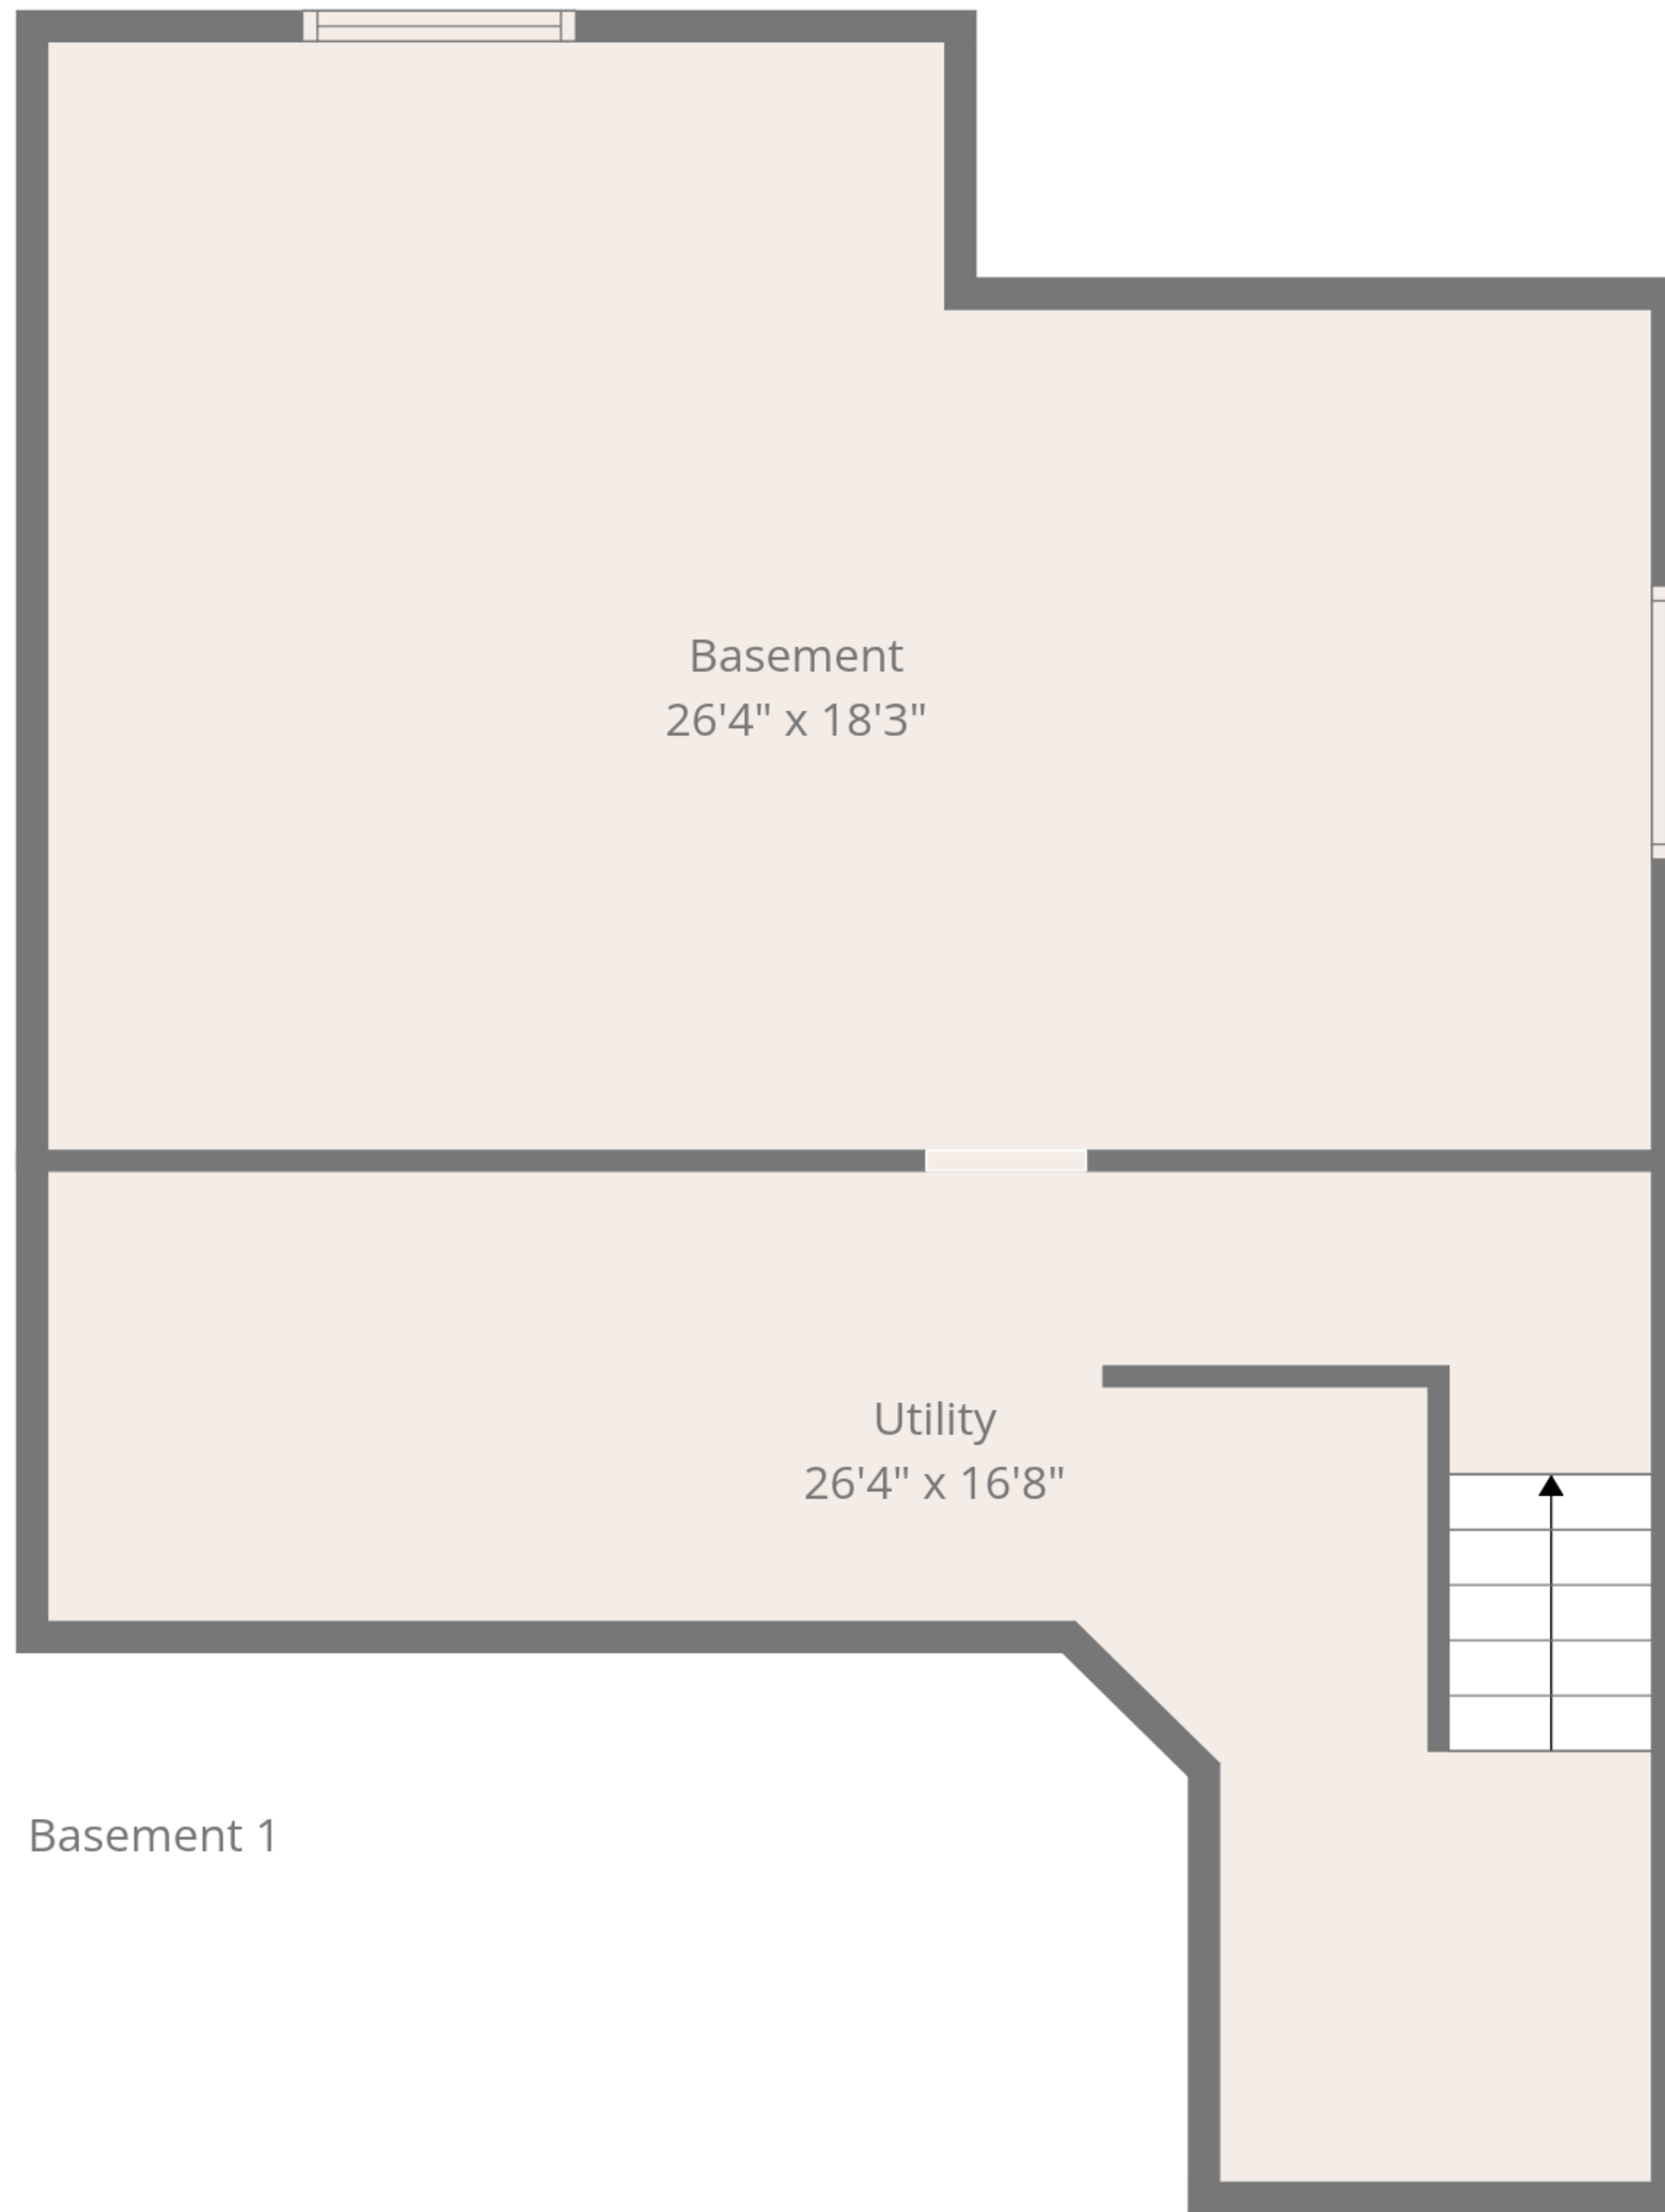 Basement
26'4" x 18'3"
Utility
26'4" x 16'8"
Basement 1